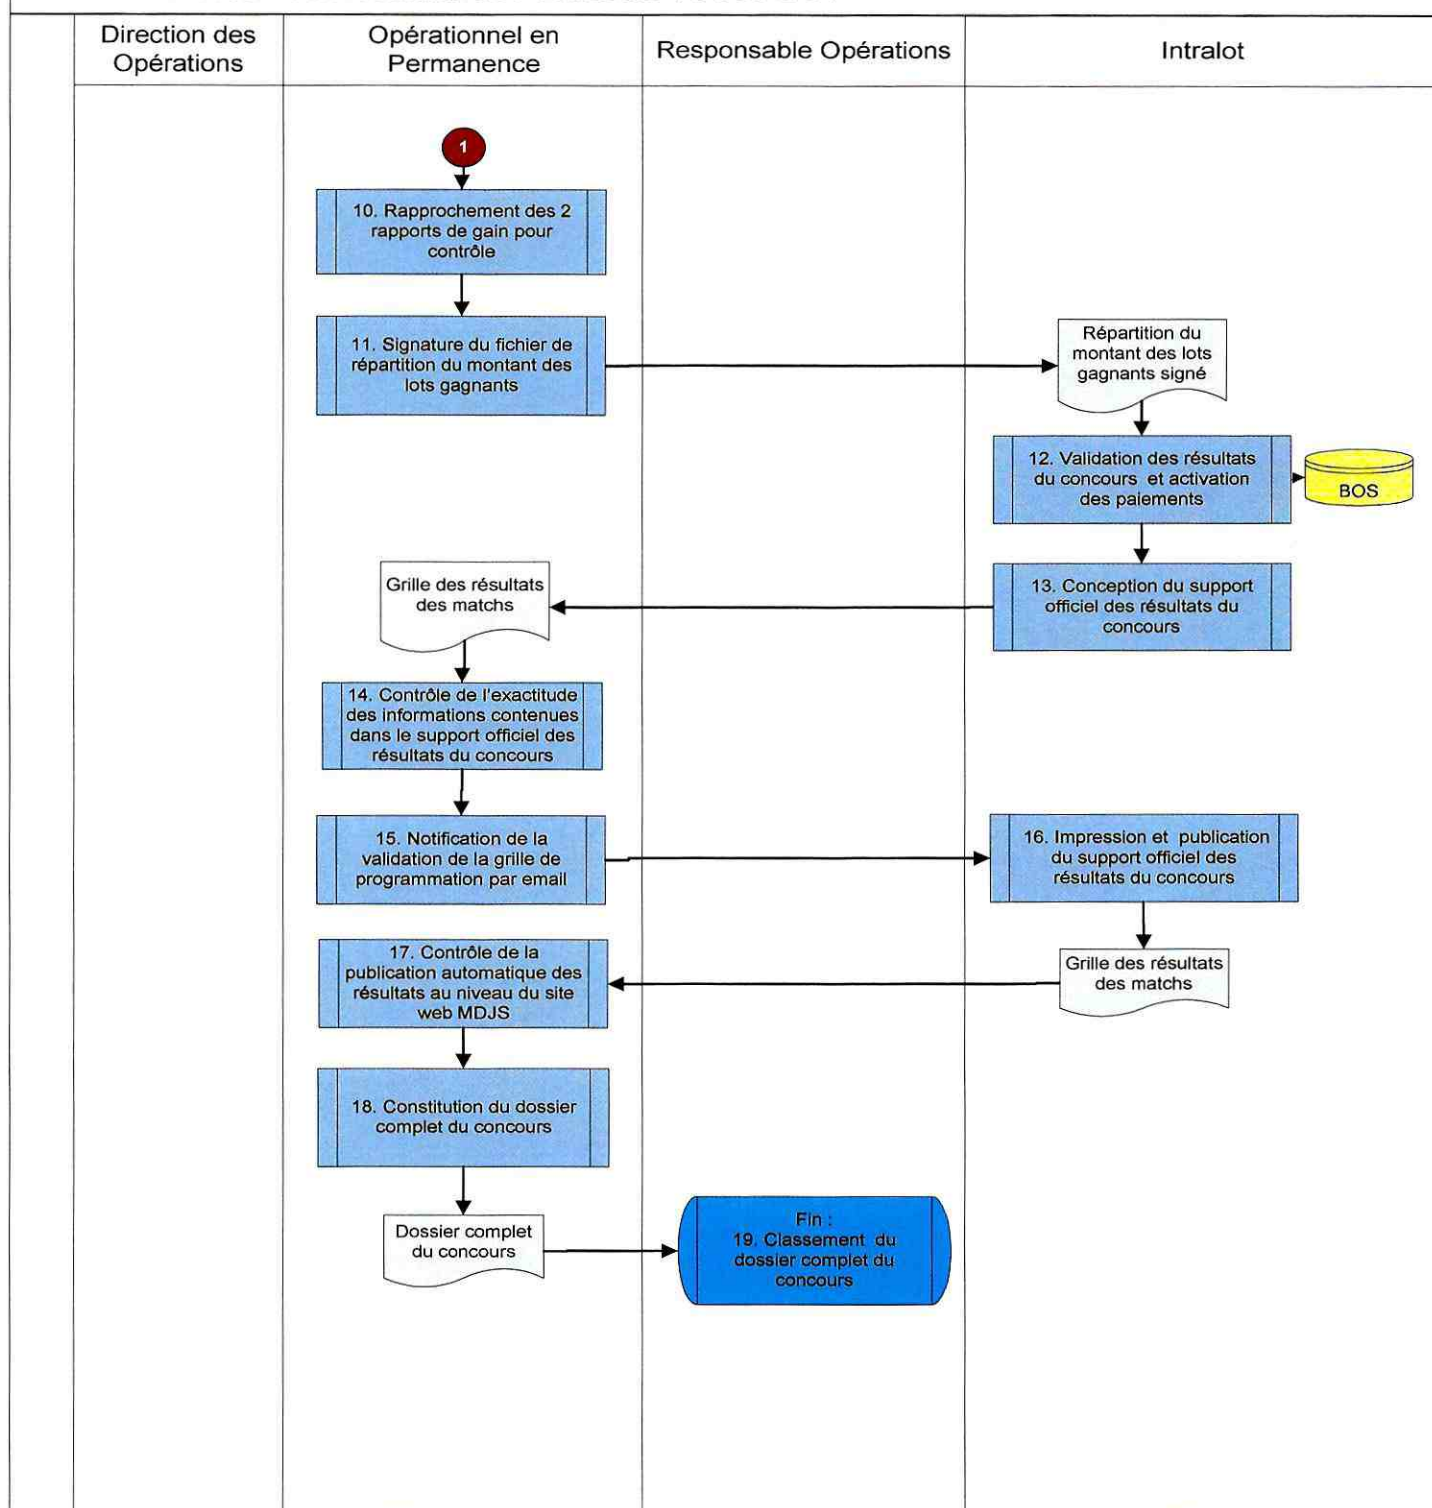 Direction des
Opérations
Opérationnel en
Permanence
Responsable Opérations
Intralot
1
10. Rapprochement des 2
rapports de gain pour
contrôle
11. Signature du fichier de
répartition du montant des
lots gagnants
Répartition du
montant des lots
gagnants signé
12. Validation des résultats
du concours et activation
des paiements
BOS
Grille des résultats
des matchs
13. Conception du support
officiel des résultats du
concours
14. Contrôle de l'exactitude
des informations contenues
dans le support officiel des
résultats du concours
15. Notification de la
validation de la grille de
programmation par email
16. Impression et publication
du support officiel des
résultats du concours
17. Contrôle de la
publication automatique des
résultats au niveau du site
web MDJS
Grille des résultats
des matchs
18. Constitution du dossier
complet du concours
Dossier complet
du concours
Fin :
19. Classement du
dossier complet du
concours